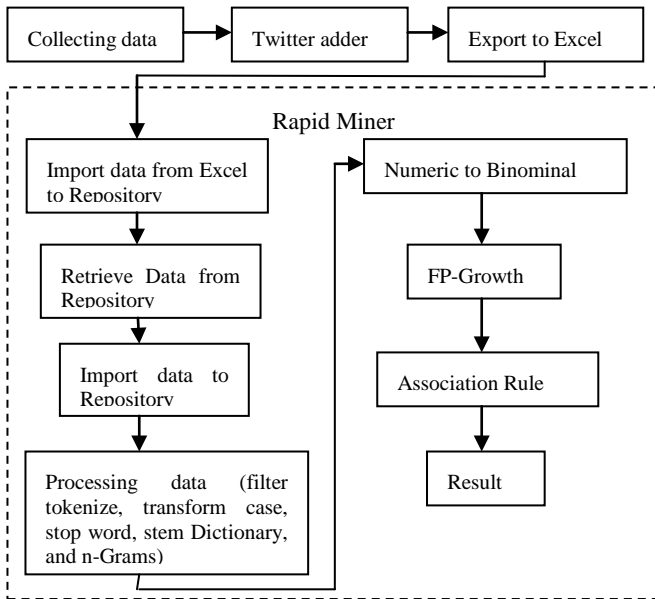 Collecting data
Twitter adder
Export to Excel
Rapid Miner
Import data from Excel
to Repository
Retrieve Data from
Repository
Import data to
Repository
Processing data (filter
tokenize, transform case,
stop word, stem Dictionary,
and n-Grams)
Numeric to Binominal
FP-Growth
Association Rule
Result